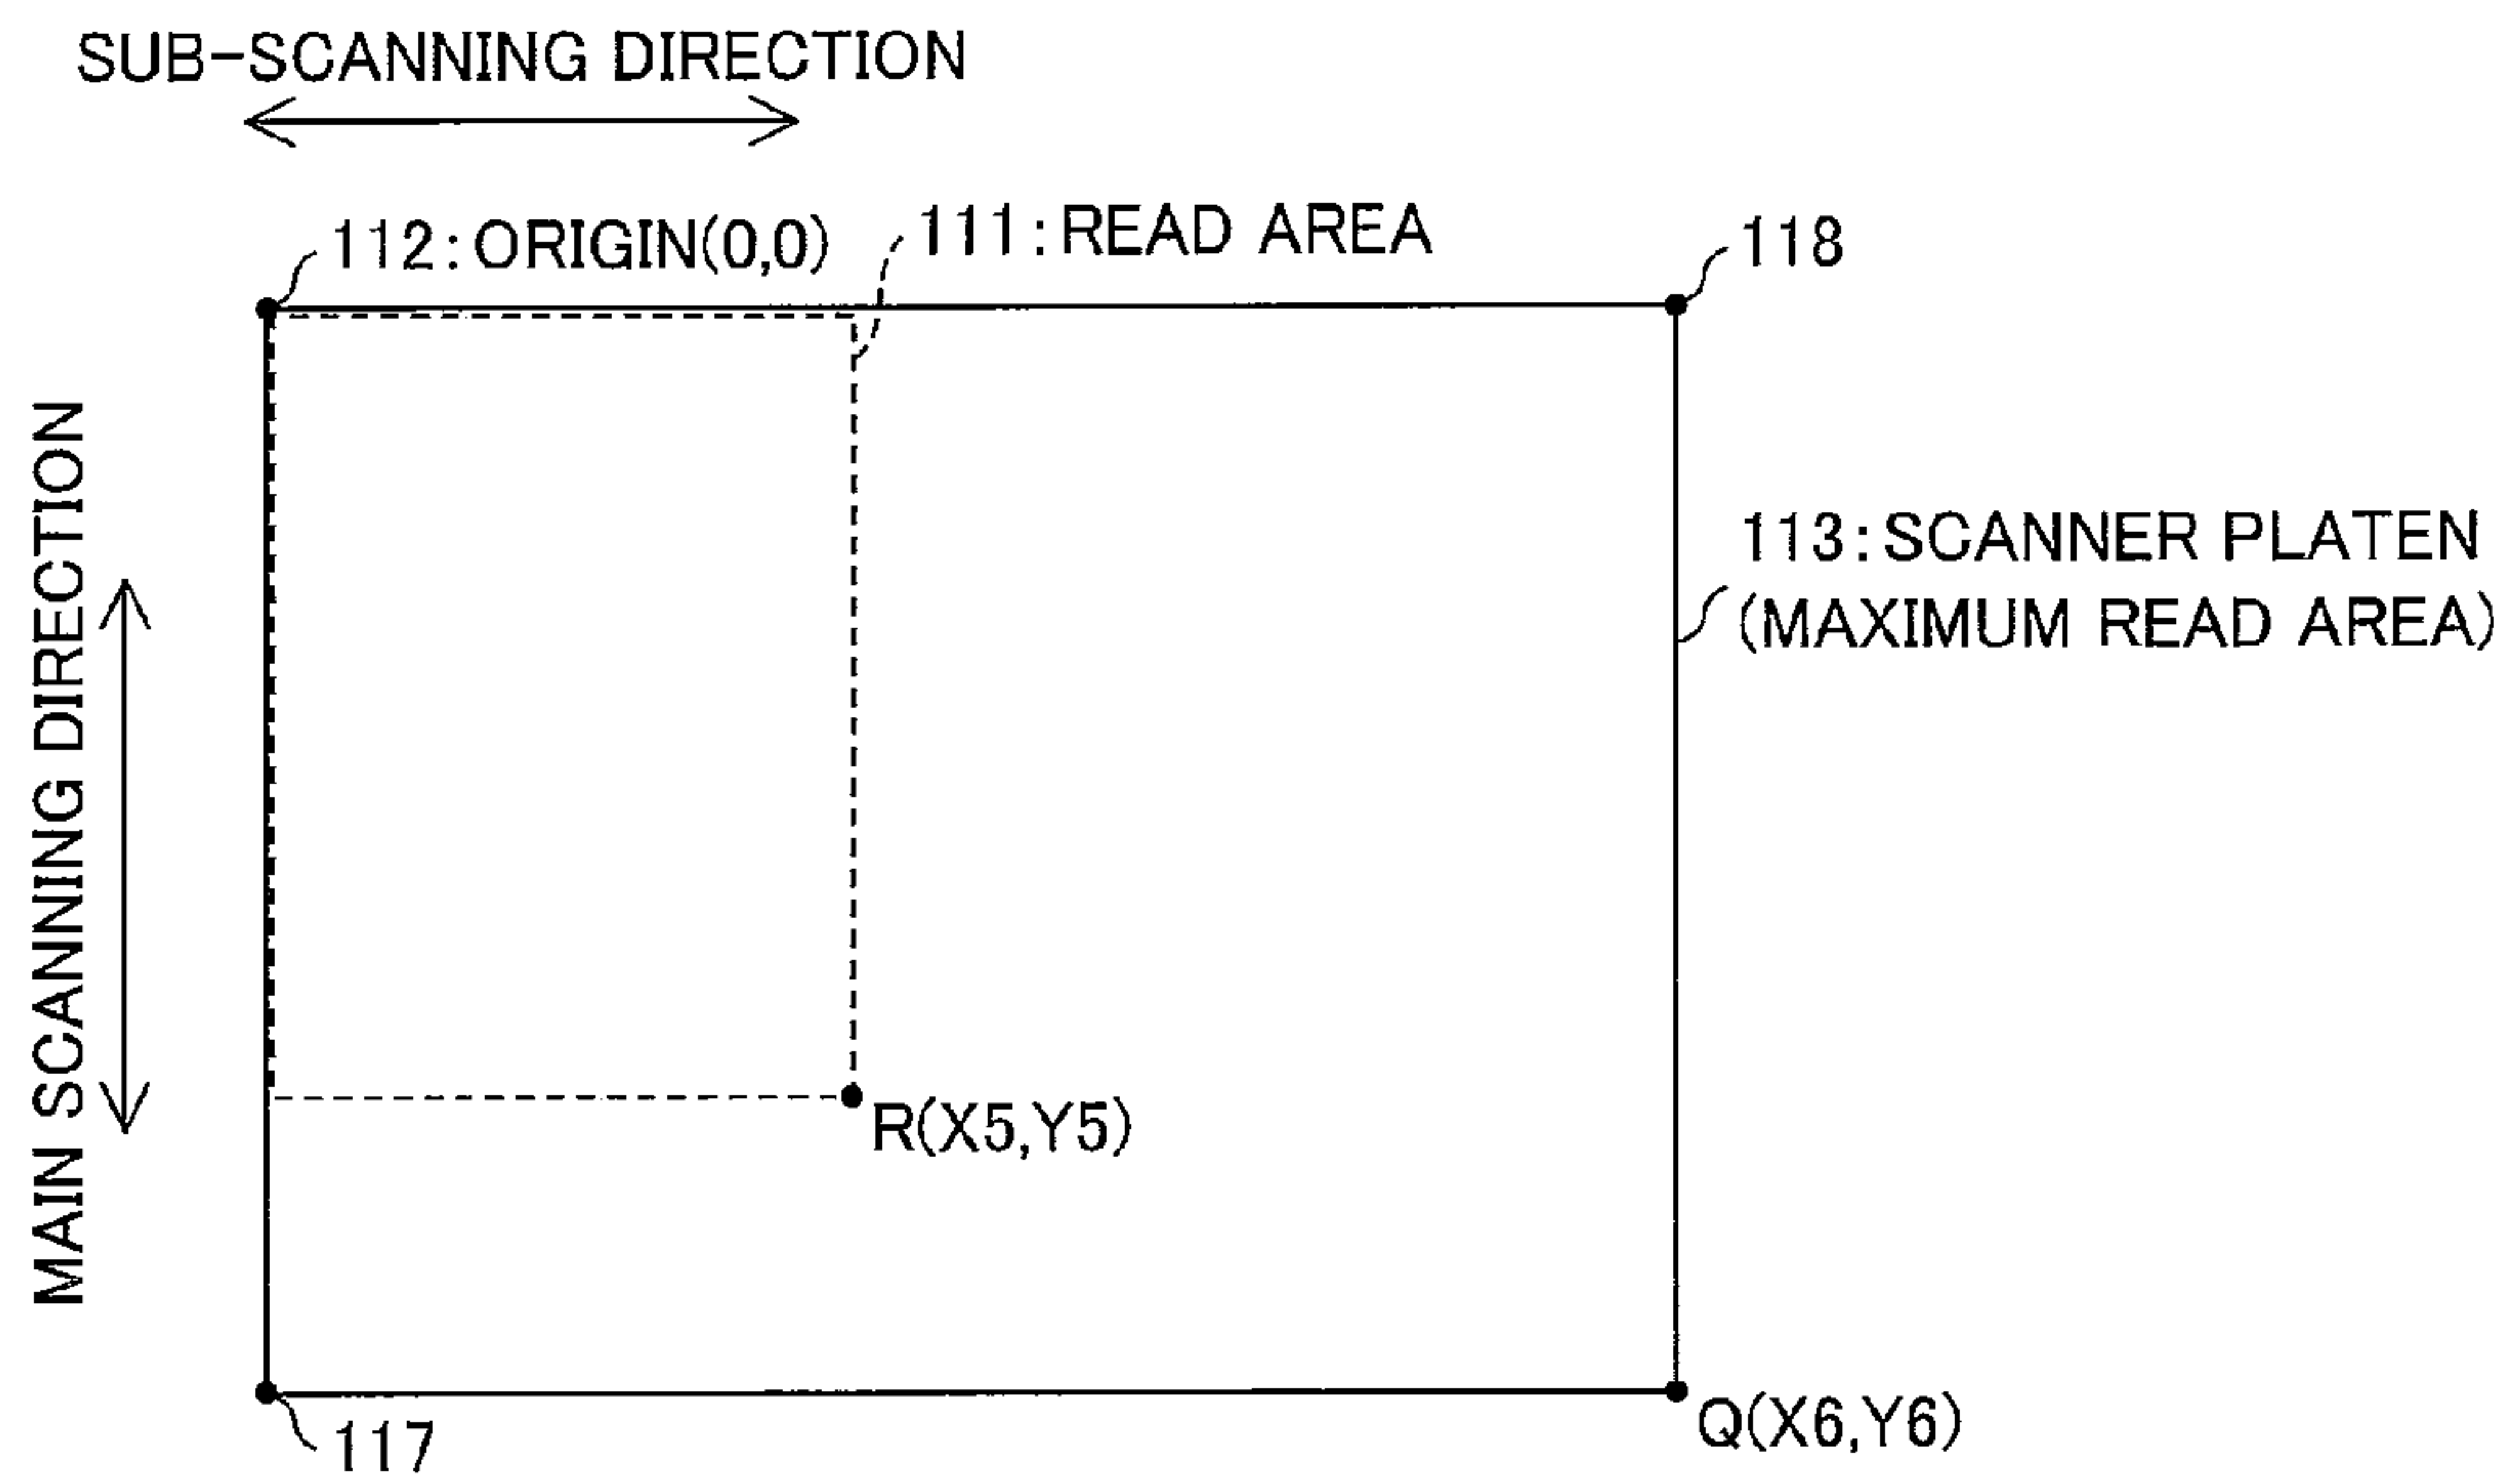 SUB-SCANNING DIRECTION
112:ORIGIN(0,0)
111:READ AREA
118
MAIN SCANNING DIRECTION
113:SCANNER PLATEN
(MAXIMUM READ AREA)
R(X5,Y5)
117
Q(X6,Y6)